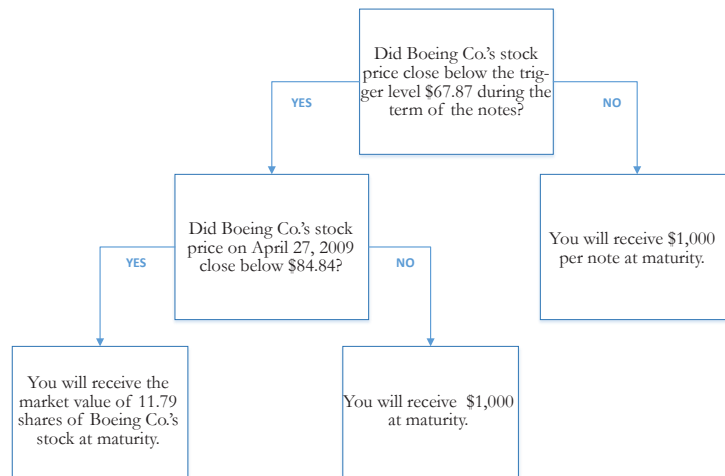 Did Boeing Co.'s stock
price close below the trig-
ger level $67.87 during the
term of the notes?
YES
NO
Did Boeing Co.'s stock
price on April 27, 2009
close below $84.84?
You will receive $1,000
per note at maturity.
YES
NO
You will receive the
market value of 11.79
shares of Boeing Co.'s
stock at maturity.
You will receive $1,000
at maturity.